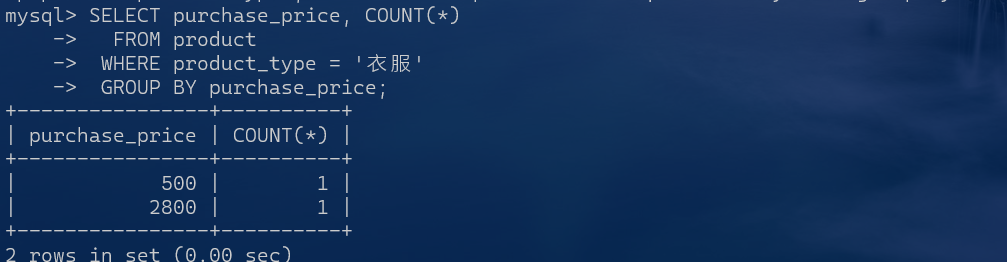 mysql> SELECT purchase_price, COUNT(*)
    ->   FROM product
    ->  WHERE product_type = '衣服'
    ->  GROUP BY purchase_price;
+----------------+----------+
| purchase_price | COUNT(*) |
+----------------+----------+
|            500 |        1 |
|           2800 |        1 |
+----------------+----------+
2 rows in set (0.00 sec)